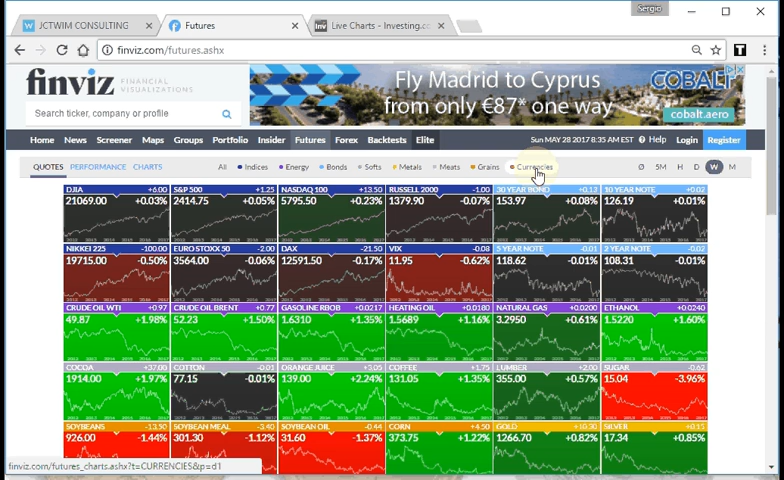 Sergio
JCTWIM CONSULTING
Futures
Live Charts - Investing.co
finviz.com/futures.ashx
finviz FINANCIAL VISUALIZATIONS
Search ticker, company or profile
Fly Madrid to Cyprus
from only €87* one way
COBALT
cobalt.aero
Home News Screener Maps Groups Portfolio Insider Futures Forex Backtests Elite
Sun MAY 28 2017 8:35 AM EST Help Login Register
QUOTES PERFORMANCE CHARTS
All Indices Energy Bonds Softs Metals Meats Grains Currencies
5M H D W M
DJIA +6.00 S&P 500 +1.25 NASDAQ 100 +13.50 RUSSELL 2000 -1.00 30 YEAR BOND +0.13 10 YEAR NOTE +0.02
21069.00 +0.03% 2414.75 +0.05% 5795.50 +0.23% 1379.90 -0.07% 153.97 +0.08% 126.19 +0.01%
NIKKEI 225 -100.00 EURO STOXX 50 -2.00 DAX -21.50 VIX -0.08 5 YEAR NOTE -0.01 2 YEAR NOTE -0.02
19715.00 -0.50% 3564.00 -0.06% 12591.50 -0.17% 11.95 -0.62% 118.62 -0.01% 108.31 -0.01%
CRUDE OIL WTI +0.97 CRUDE OIL BRENT +0.77 GASOLINE RBOB +0.0217 HEATING OIL +0.0180 NATURAL GAS +0.0200 ETHANOL +0.0240
49.87 +1.98% 52.23 +1.50% 1.6310 +1.35% 1.5689 +1.16% 3.2950 +0.61% 1.5220 +1.60%
COCOA +37.00 COTTON -0.01 ORANGE JUICE +3.05 COFFEE +1.75 LUMBER +2.00 SUGAR -0.62
1914.00 +1.97% 77.15 -0.01% 139.00 +2.24% 131.05 +1.35% 355.00 +0.57% 15.04 -3.96%
SOYBEANS -13.50 SOYBEAN MEAL -3.40 SOYBEAN OIL -0.44 CORN +4.50 GOLD +10.30 SILVER +0.15
926.00 -1.44% 301.30 -1.12% 31.60 -1.37% 373.75 +1.22% 1266.70 +0.82% 17.34 +0.85%
finviz.com/futures_charts.ashx?t=CURRENCIES&p=d1